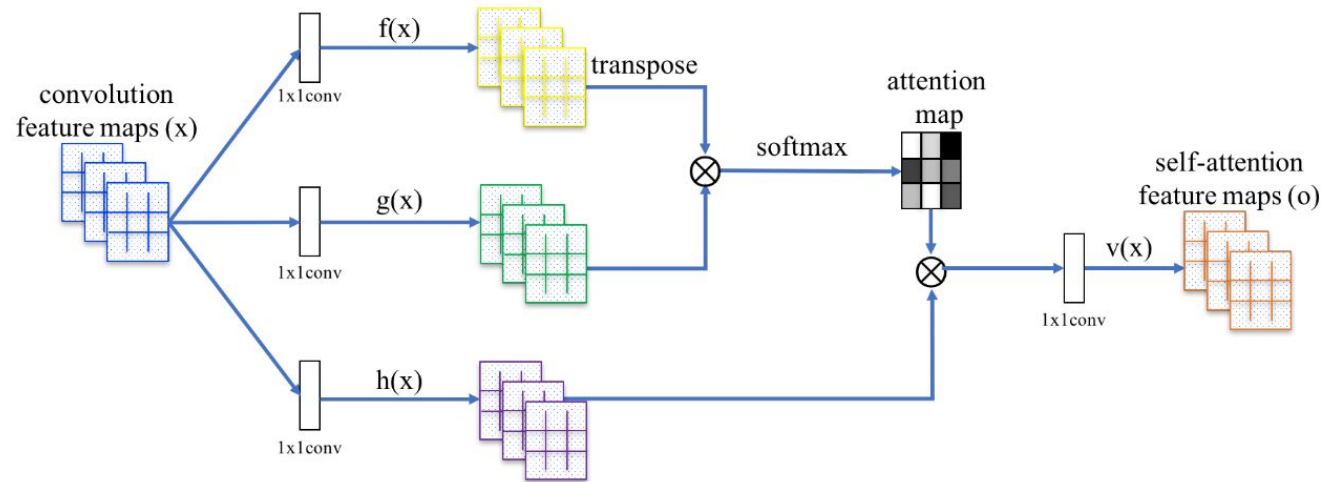 convolution
feature maps (x)
1x1conv
f(x)
transpose
1x1conv
g(x)
1x1conv
h(x)
softmax
attention
map
1x1conv
v(x)
self-attention
feature maps (o)